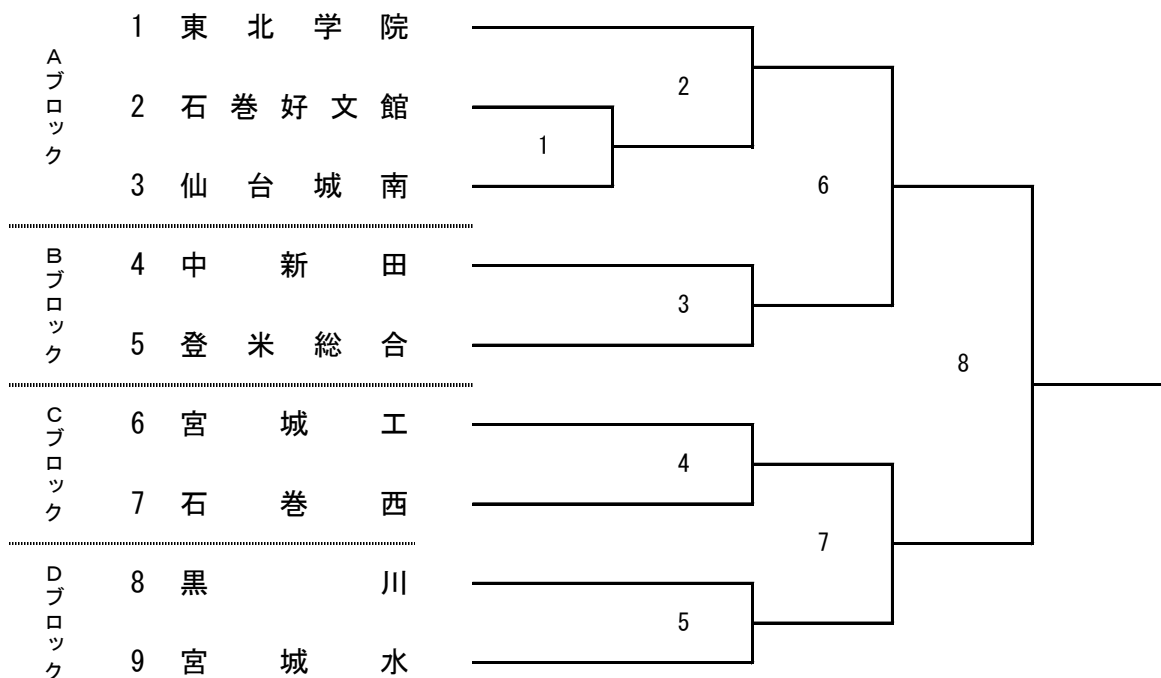 Aブロック
1 東北学院
2 石巻好文館
3 仙台城南
Bブロック
4 中新田
5 登米総合
Cブロック
6 宮城工
7 石巻西
Dブロック
8 黒川
9 宮城水
1
2
3
4
5
6
7
8